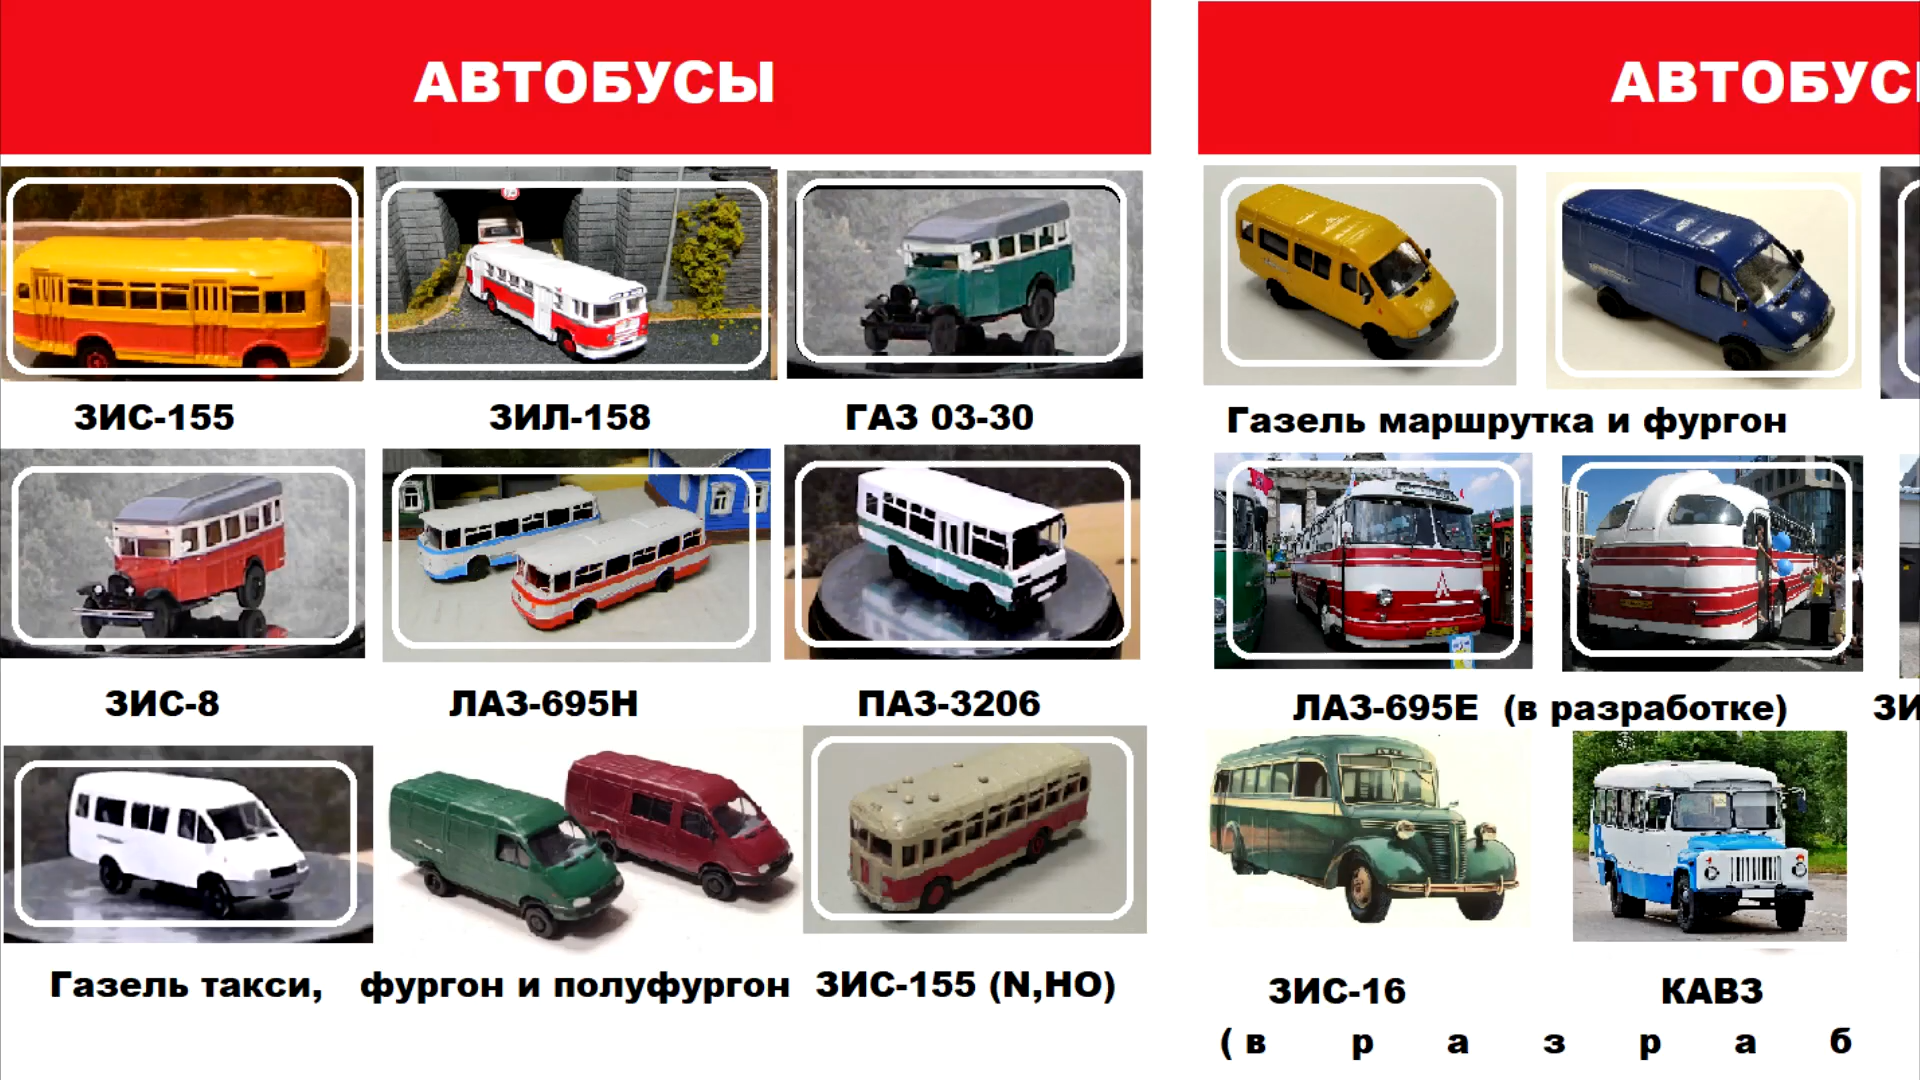 АВТОБУСЫ
ЗИС-155
ЗИЛ-158
ГАЗ 03-30
ЗИС-8
ЛАЗ-695Н
ПАЗ-3206
Газель такси,
фургон и полуфургон
ЗИС-155 (N,HO)
АВТОБУС
Газель маршрутка и фургон
ЛАЗ-695Е (в разработке)
ЗИ
ЗИС-16
КАВЗ
(в р а з р а б